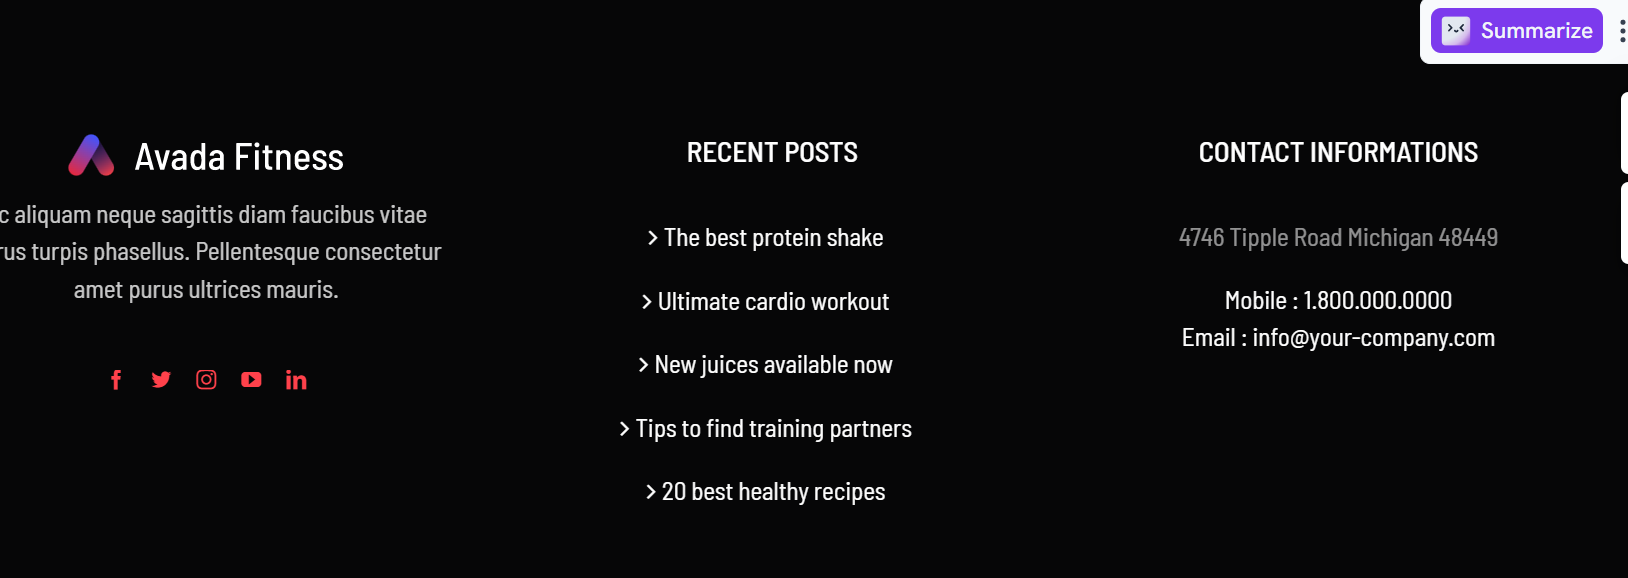 Summarize
Avada Fitness
aliquam neque sagittis diam faucibus vitae
turpis phasellus. Pellentesque consectetur
amet purus ultrices mauris.
RECENT POSTS
The best protein shake
Ultimate cardio workout
New juices available now
Tips to find training partners
20 best healthy recipes
CONTACT INFORMATIONS
4746 Tipple Road Michigan 48449
Mobile : 1.800.000.0000
Email : info@your-company.com